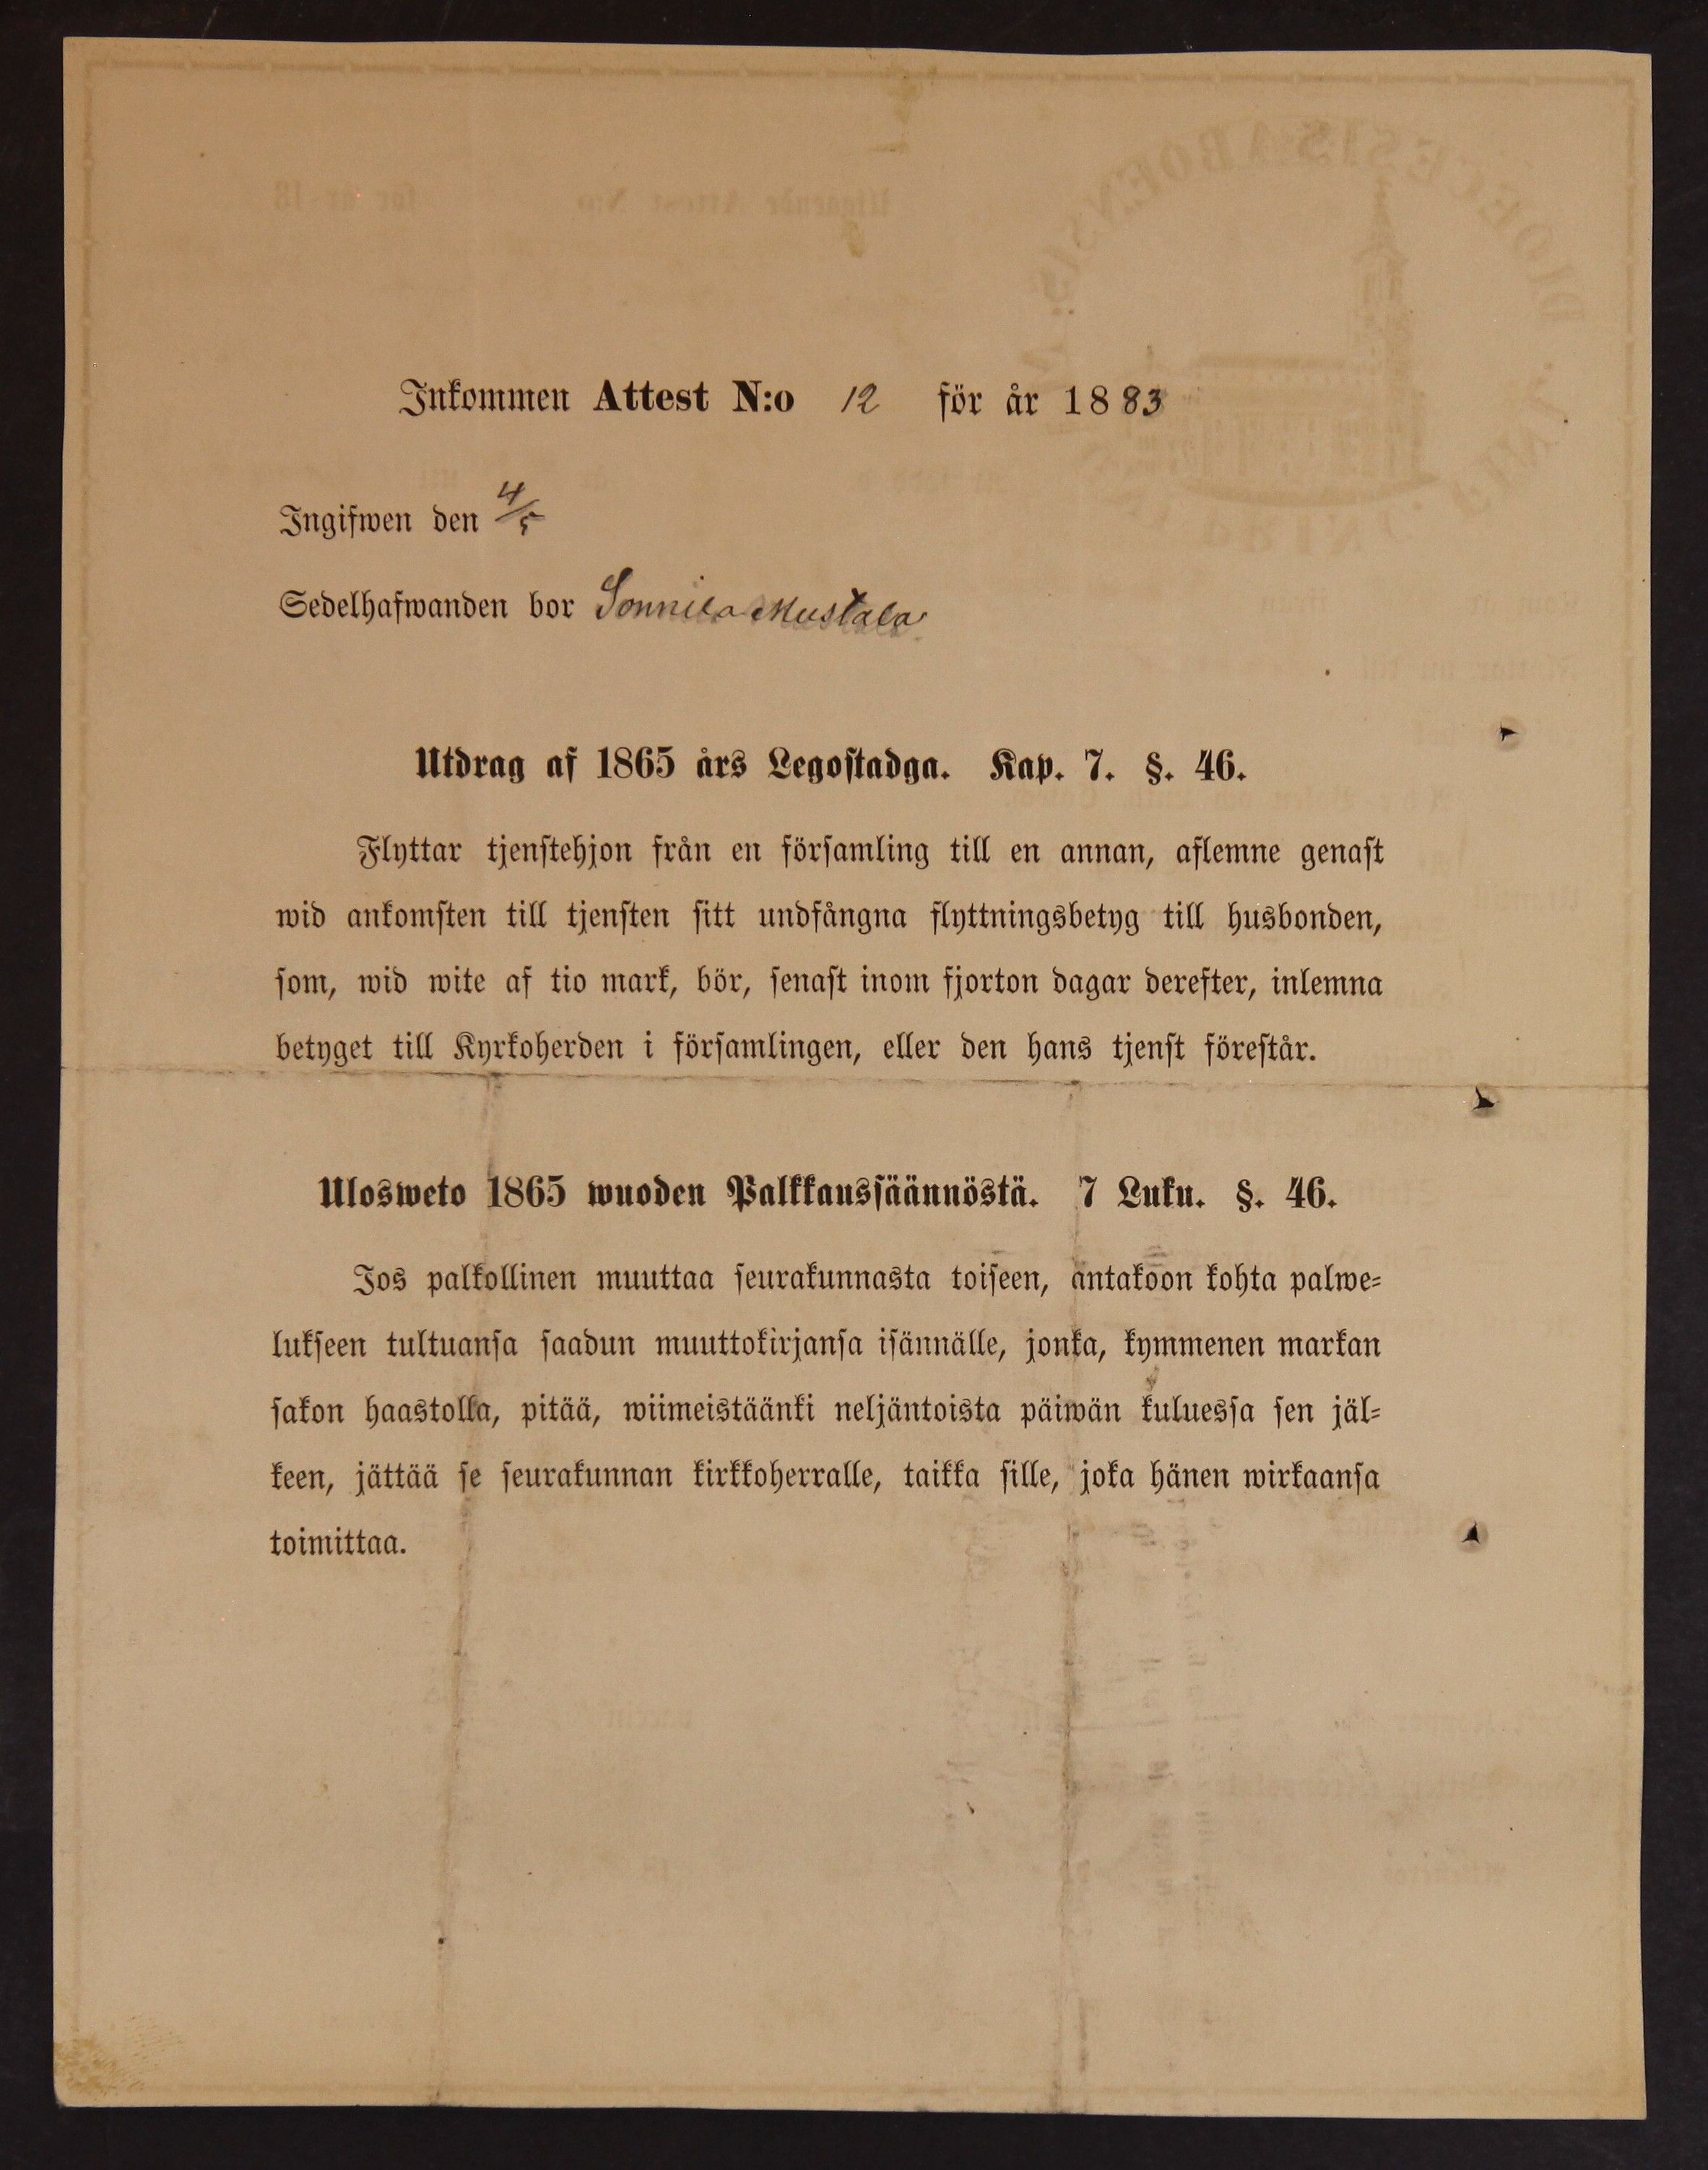 Inkommen Attest N:o 12 för år 1883
Ingifwen den 4/5
Sedelhafwanden bor Sonnila Mustala
Utdrag af 1865 års Legostadga. Kap. 7. §. 46.
Flyttar tjenstehjon från en församling till en annan, aflemne genast
wid ankomsten till tjensten sitt undfångna flyttningsbetyg till husbonden,
som, wid wite af tio mark, bör, senast inom fjorton dagar derefter, inlemna
betyget till Kyrkoherden i församlingen, eller den hans tjenst förestår.
Ulosweto 1865 wuoden Palkkaussäännöstä. 7 Luku. §. 46.
Jos palkollinen muuttaa seurakunnasta toiseen, antakoon kohta palwe-
lukseen tultuansa saadun muuttokirjansa isännälle, jonka, kymmenen markan
sakon haastolla, pitää, wiimeistäänki neljäntoista päiwän kuluessa sen jäl-
keen, jättää se seurakunnan kirkkoherralle, taikka sille, joka hänen wirkaansa
toimittaa.